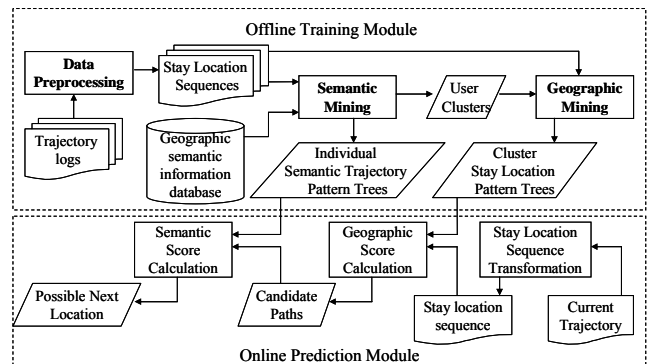 Offline Training Module
Data
Preprocessing
Stay Location
Sequences
Semantic
Mining
User
Clusters
Geographic
Mining
Trajectory
logs
Geographic
semantic
information
database
Individual
Semantic Trajectory
Pattern Trees
Cluster
Stay Location
Pattern Trees
Semantic
Score
Calculation
Geographic
Score
Calculation
Stay Location
Sequence
Transformation
Possible Next
Location
Candidate
Paths
Stay location
sequence
Current
Trajectory
Online Prediction Module